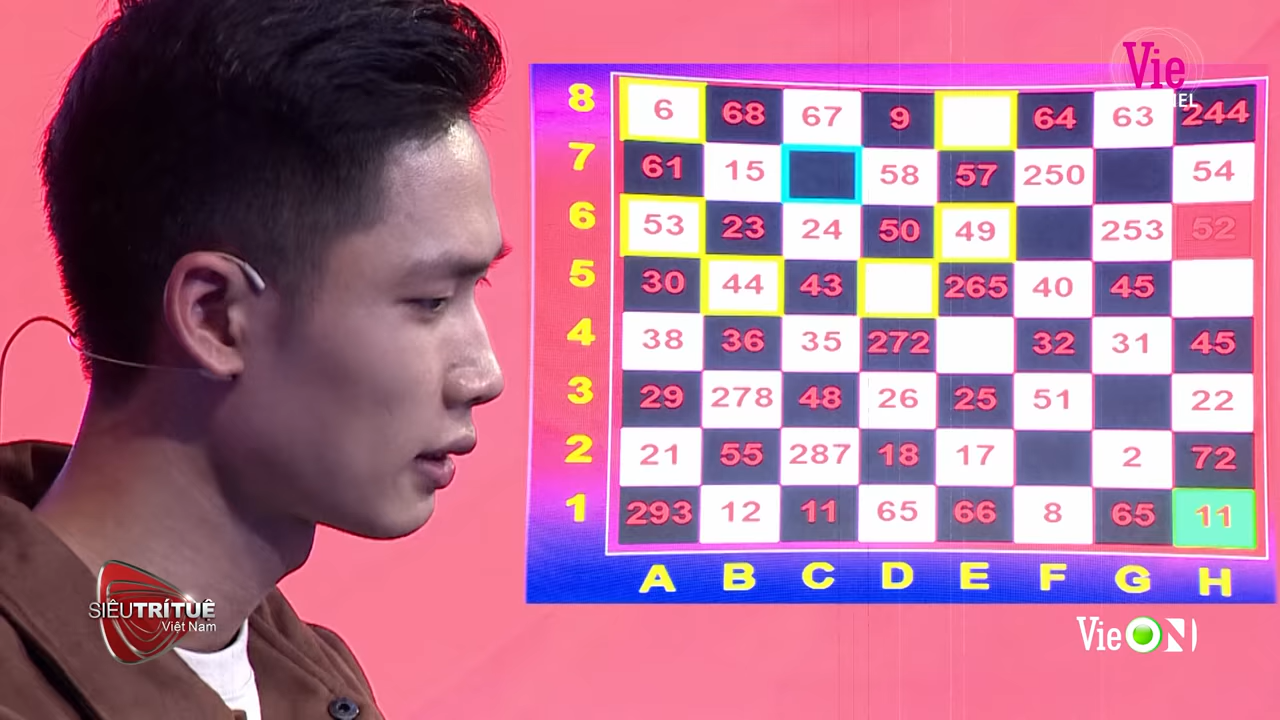 Vie
8 6 68 67 9 64 63 244
7 61 15 58 57 250 54
6 53 23 24 50 49 253 52
5 30 44 43 265 40 45
4 38 36 35 272 32 31 45
3 29 278 48 26 25 51 22
2 21 55 287 18 17 2 72
1 293 12 11 65 66 8 65 11
A B C D E F G H
SIÊUTRÍTUỆ
Việt Nam
VieON